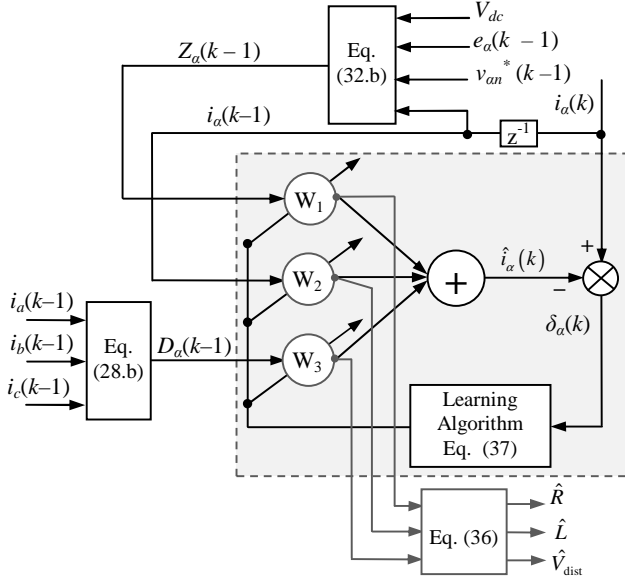 V_dc
Z_α(k – 1)
Eq.
(32.b)
e_α(k – 1)
v_αn^* (k–1)
i_α(k)
i_α(k–1)
z^-1
W_1
W_2
W_3
+
î_α(k)
+
–
δ_α(k)
i_a(k–1)
i_b(k–1)
i_c(k–1)
Eq.
(28.b)
D_α(k–1)
Learning
Algorithm
Eq. (37)
Eq. (36)
R̂
L̂
V̂_dist